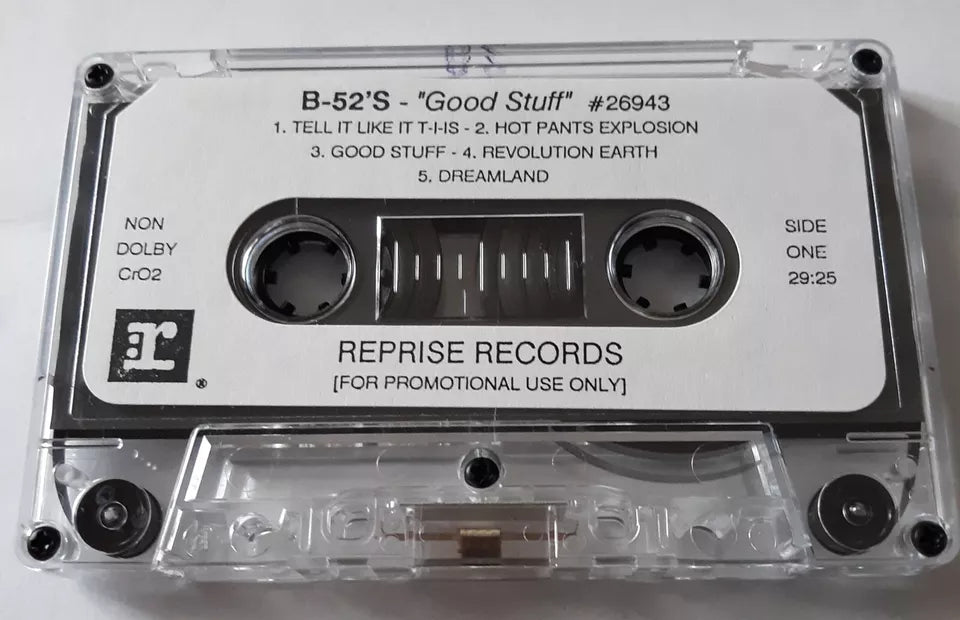 B-52'S - "Good Stuff" #26943
1. TELL IT LIKE IT T-I-IS - 2. HOT PANTS EXPLOSION
3. GOOD STUFF - 4. REVOLUTION EARTH
5. DREAMLAND
NON
DOLBY
CrO2
SIDE
ONE
29:25
:r
®
REPRISE RECORDS
[FOR PROMOTIONAL USE ONLY]